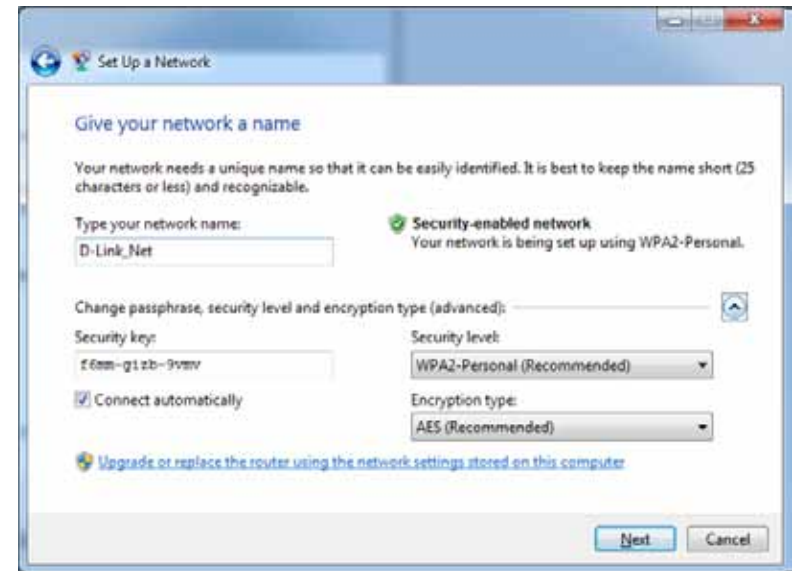 Set Up a Network
Give your network a name
Your network needs a unique name so that it can be easily identified. It is best to keep the name short (25
characters or less) and recognizable.
Type your network name:
D-Link_Net
Security-enabled network
Your network is being set up using WPA2-Personal.
Change passphrase, security level and encryption type (advanced):
Security key:
f6mm-gizb-9vmv
Security level:
WPA2-Personal (Recommended)
Connect automatically
Encryption type:
AES (Recommended)
Upgrade or replace the router using the network settings stored on this computer
Next
Cancel